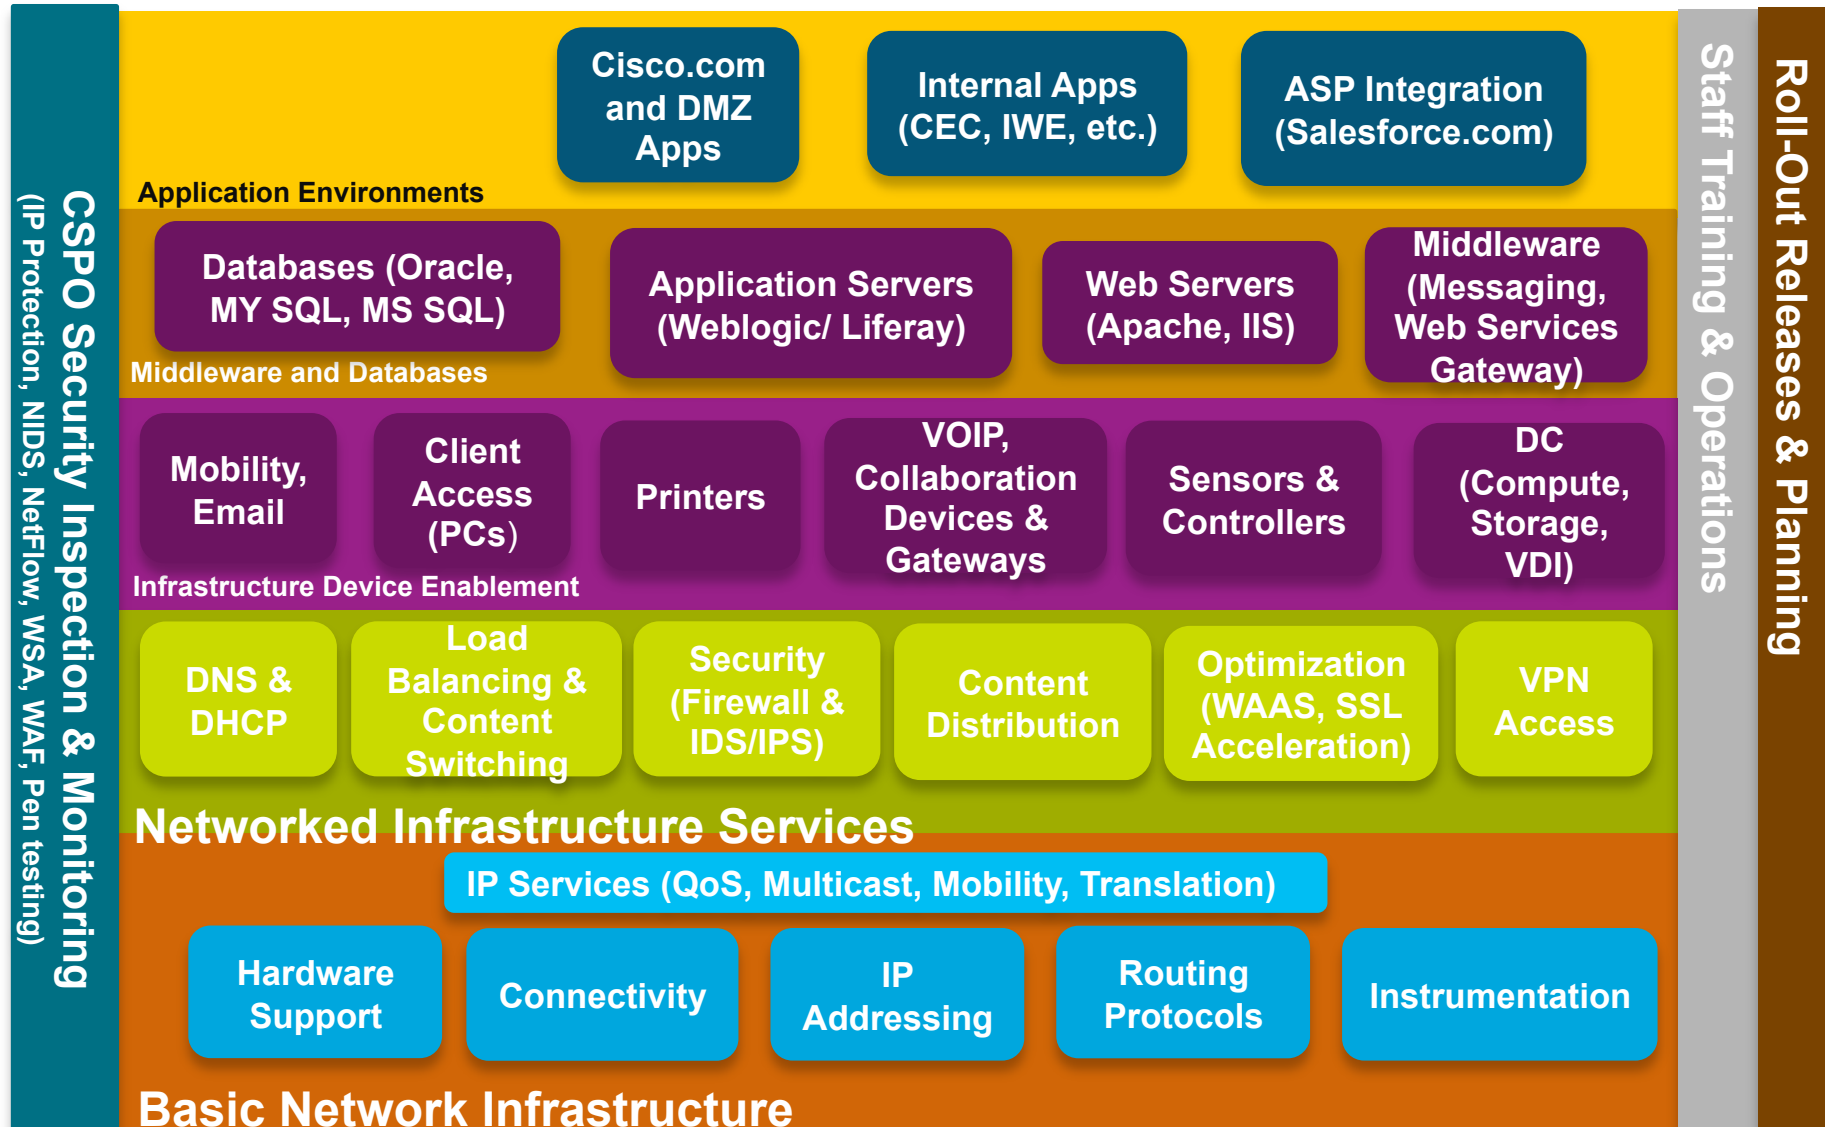 Cisco.com
and DMZ
Apps
Internal Apps
(CEC, IWE, etc.)
ASP Integration
(Salesforce.com)
Application Environments
Databases (Oracle,
MY SQL, MS SQL)
Application Servers
(Weblogic/ Liferay)
Web Servers
(Apache, IIS)
Middleware
(Messaging,
Web Services
Gateway)
Middleware and Databases
Mobility,
Email
Client
Access
(PCs)
Printers
VOIP,
Collaboration
Devices &
Gateways
Sensors &
Controllers
DC
(Compute,
Storage,
VDI)
Infrastructure Device Enablement
DNS &
DHCP
Load
Balancing &
Content
Switching
Security
(Firewall &
IDS/IPS)
Content
Distribution
Optimization
(WAAS, SSL
Acceleration)
VPN
Access
Networked Infrastructure Services
IP Services (QoS, Multicast, Mobility, Translation)
Hardware
Support
Connectivity
IP
Addressing
Routing
Protocols
Instrumentation
Basic Network Infrastructure
CSPO Security Inspection & Monitoring
(IP Protection, NIDS, NetFlow, WSA, WAF, Pen testing)
Staff Training & Operations
Roll-Out Releases & Planning